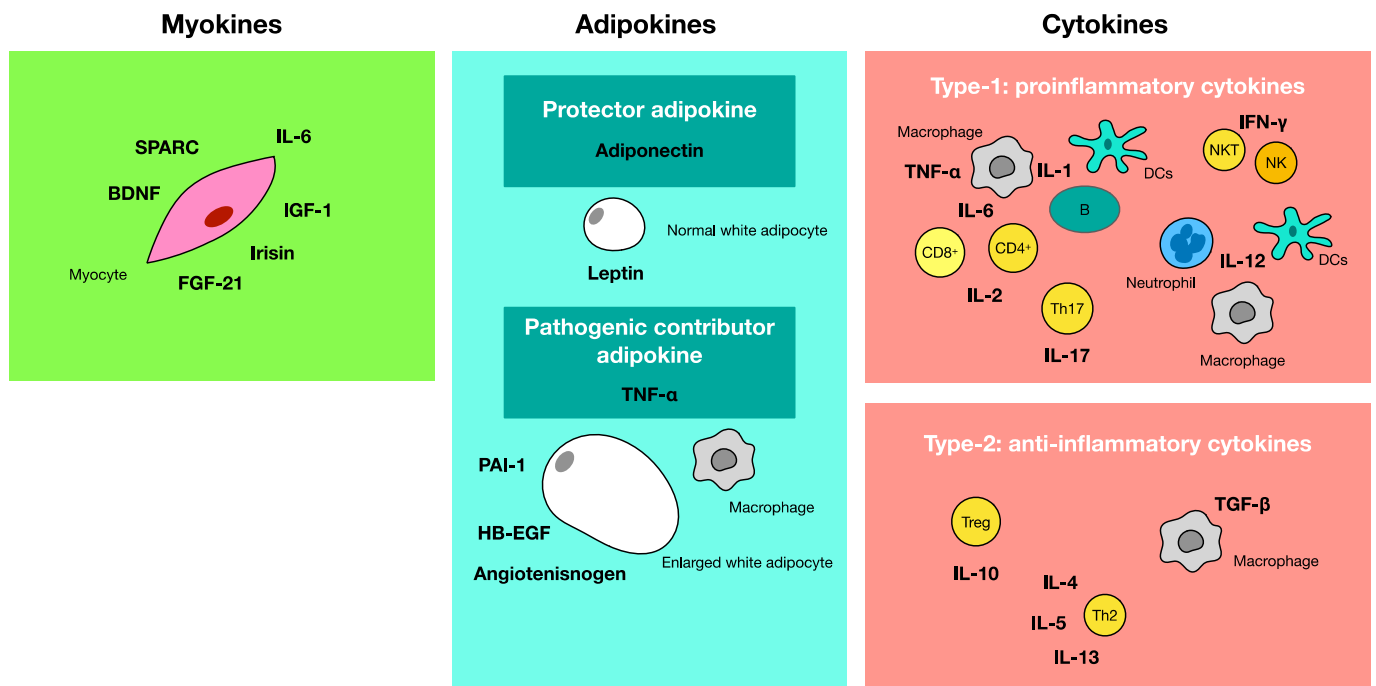 Myokines
SPARC
IL-6
BDNF
IGF-1
Irisin
Myocyte
FGF-21
Adipokines
Protector adipokine
Adiponectin
Normal white adipocyte
Leptin
Pathogenic contributor
adipokine
TNF-α
PAI-1
Macrophage
HB-EGF
Enlarged white adipocyte
Angiotenisnogen
Cytokines
Type-1: proinflammatory cytokines
Macrophage
TNF-α
IL-1
DCs
IFN-γ
NKT
NK
IL-6
B
CD8+
CD4+
IL-2
Neutrophil
IL-12
DCs
Th17
IL-17
Macrophage
Type-2: anti-inflammatory cytokines
Treg
IL-10
TGF-β
Macrophage
IL-4
IL-5
Th2
IL-13